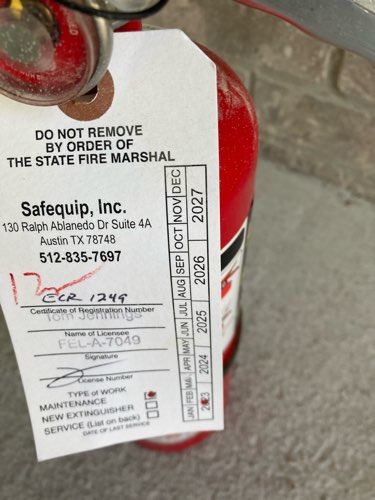 DO NOT REMOVE
BY ORDER OF
THE STATE FIRE MARSHAL
Safequip, Inc.
130 Ralph Ablanedo Dr Suite 4A
Austin TX 78748
512-835-7697
ECR 1249
Certificate of Registration Number
Tom Jennings
Name of Licensee
FEL-A-7049
Signature
License Number
TYPE OF WORK
MAINTENANCE
NEW EXTINGUISHER
SERVICE (List on back)
DATE OF LAST SERVICE
JAN FEB MAR APR MAY JUN JUL AUG SEP OCT NOV DEC
2023 2024 2025 2026 2027